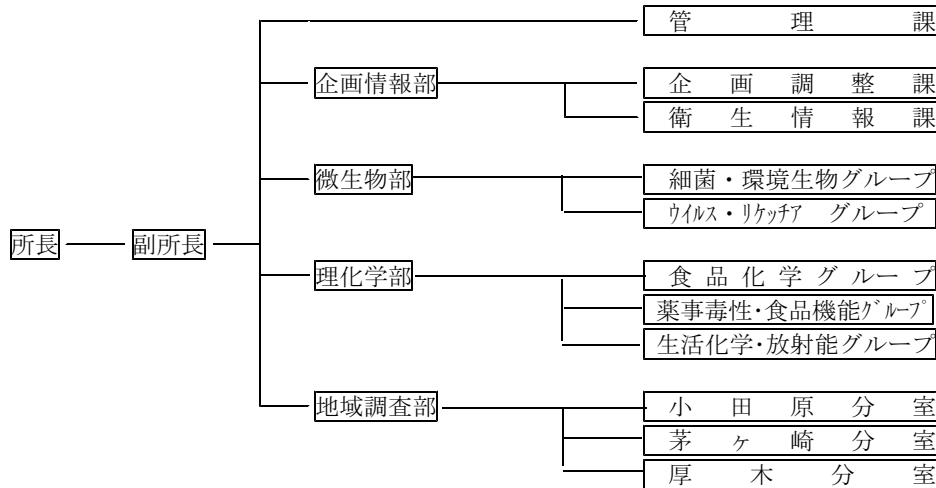 管理課
企画情報部 企画調整課
衛生情報課
微生物部 細菌・環境生物グループ
ウイルス・リケッチア グループ
所長 副所長
理化学部 食品化学グループ
薬事毒性・食品機能グループ
生活化学・放射能グループ
地域調査部 小田原分室
茅ヶ崎分室
厚木分室